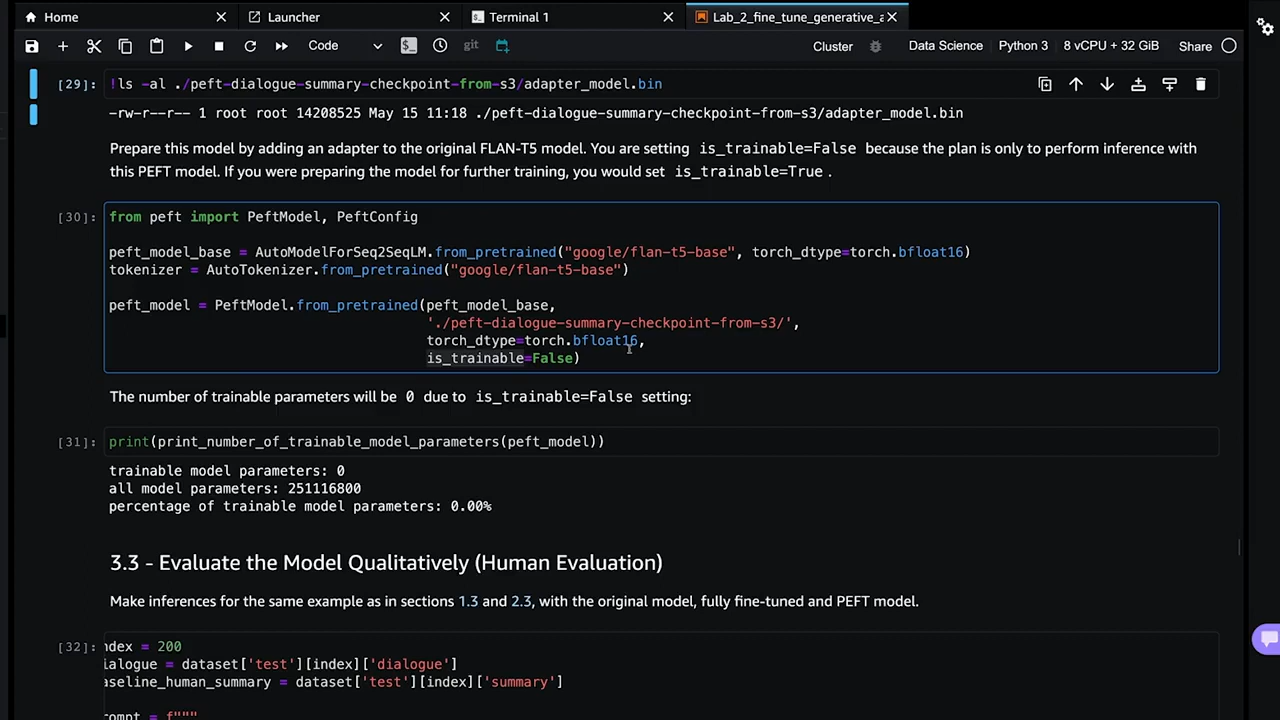 Home
Launcher
Terminal 1
Lab_2_fine_tune_generative_a
Code
git
Cluster
Data Science
Python 3
8 vCPU + 32 GiB
Share
[29]: !ls -al ./peft-dialogue-summary-checkpoint-from-s3/adapter_model.bin
-rw-r--r-- 1 root root 14208525 May 15 11:18 ./peft-dialogue-summary-checkpoint-from-s3/adapter_model.bin
Prepare this model by adding an adapter to the original FLAN-T5 model. You are setting is_trainable=False because the plan is only to perform inference with
this PEFT model. If you were preparing the model for further training, you would set is_trainable=True .
[30]: from peft import PeftModel, PeftConfig
peft_model_base = AutoModelForSeq2SeqLM.from_pretrained("google/flan-t5-base", torch_dtype=torch.bfloat16)
tokenizer = AutoTokenizer.from_pretrained("google/flan-t5-base")
peft_model = PeftModel.from_pretrained(peft_model_base,
'./peft-dialogue-summary-checkpoint-from-s3/',
torch_dtype=torch.bfloat16,
is_trainable=False)
The number of trainable parameters will be 0 due to is_trainable=False setting:
[31]: print(print_number_of_trainable_model_parameters(peft_model))
trainable model parameters: 0
all model parameters: 251116800
percentage of trainable model parameters: 0.00%
3.3 - Evaluate the Model Qualitatively (Human Evaluation)
Make inferences for the same example as in sections 1.3 and 2.3, with the original model, fully fine-tuned and PEFT model.
[32]: ndex = 200
ialogue = dataset['test'][index]['dialogue']
aseline_human_summary = dataset['test'][index]['summary']
rompt = f"""